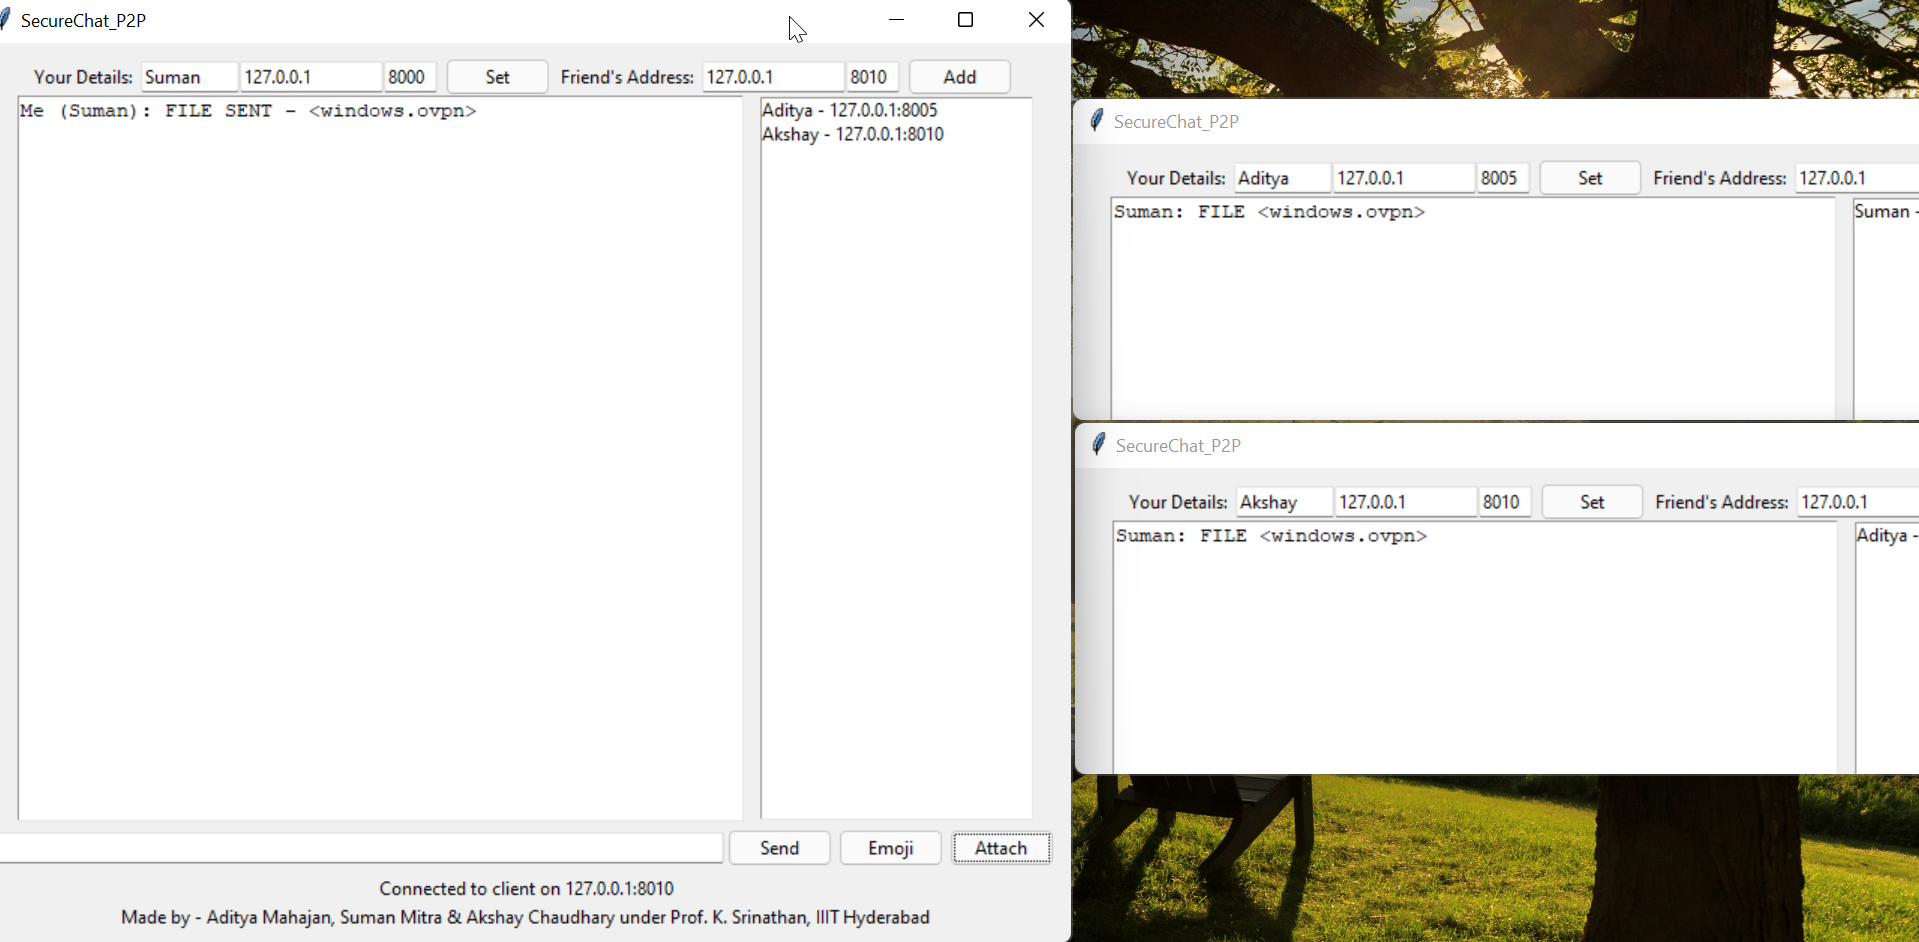 SecureChat_P2P
Your Details: Suman 127.0.0.1 8000 Set Friend's Address: 127.0.0.1 8010 Add
Me (Suman): FILE SENT - <windows.ovpn>
Aditya - 127.0.0.1:8005
Akshay - 127.0.0.1:8010
Send Emoji Attach
Connected to client on 127.0.0.1:8010
Made by - Aditya Mahajan, Suman Mitra & Akshay Chaudhary under Prof. K. Srinathan, IIIT Hyderabad
SecureChat_P2P
Your Details: Aditya 127.0.0.1 8005 Set Friend's Address: 127.0.0.1
Suman: FILE <windows.ovpn>
Suman -
SecureChat_P2P
Your Details: Akshay 127.0.0.1 8010 Set Friend's Address: 127.0.0.1
Suman: FILE <windows.ovpn>
Aditya -